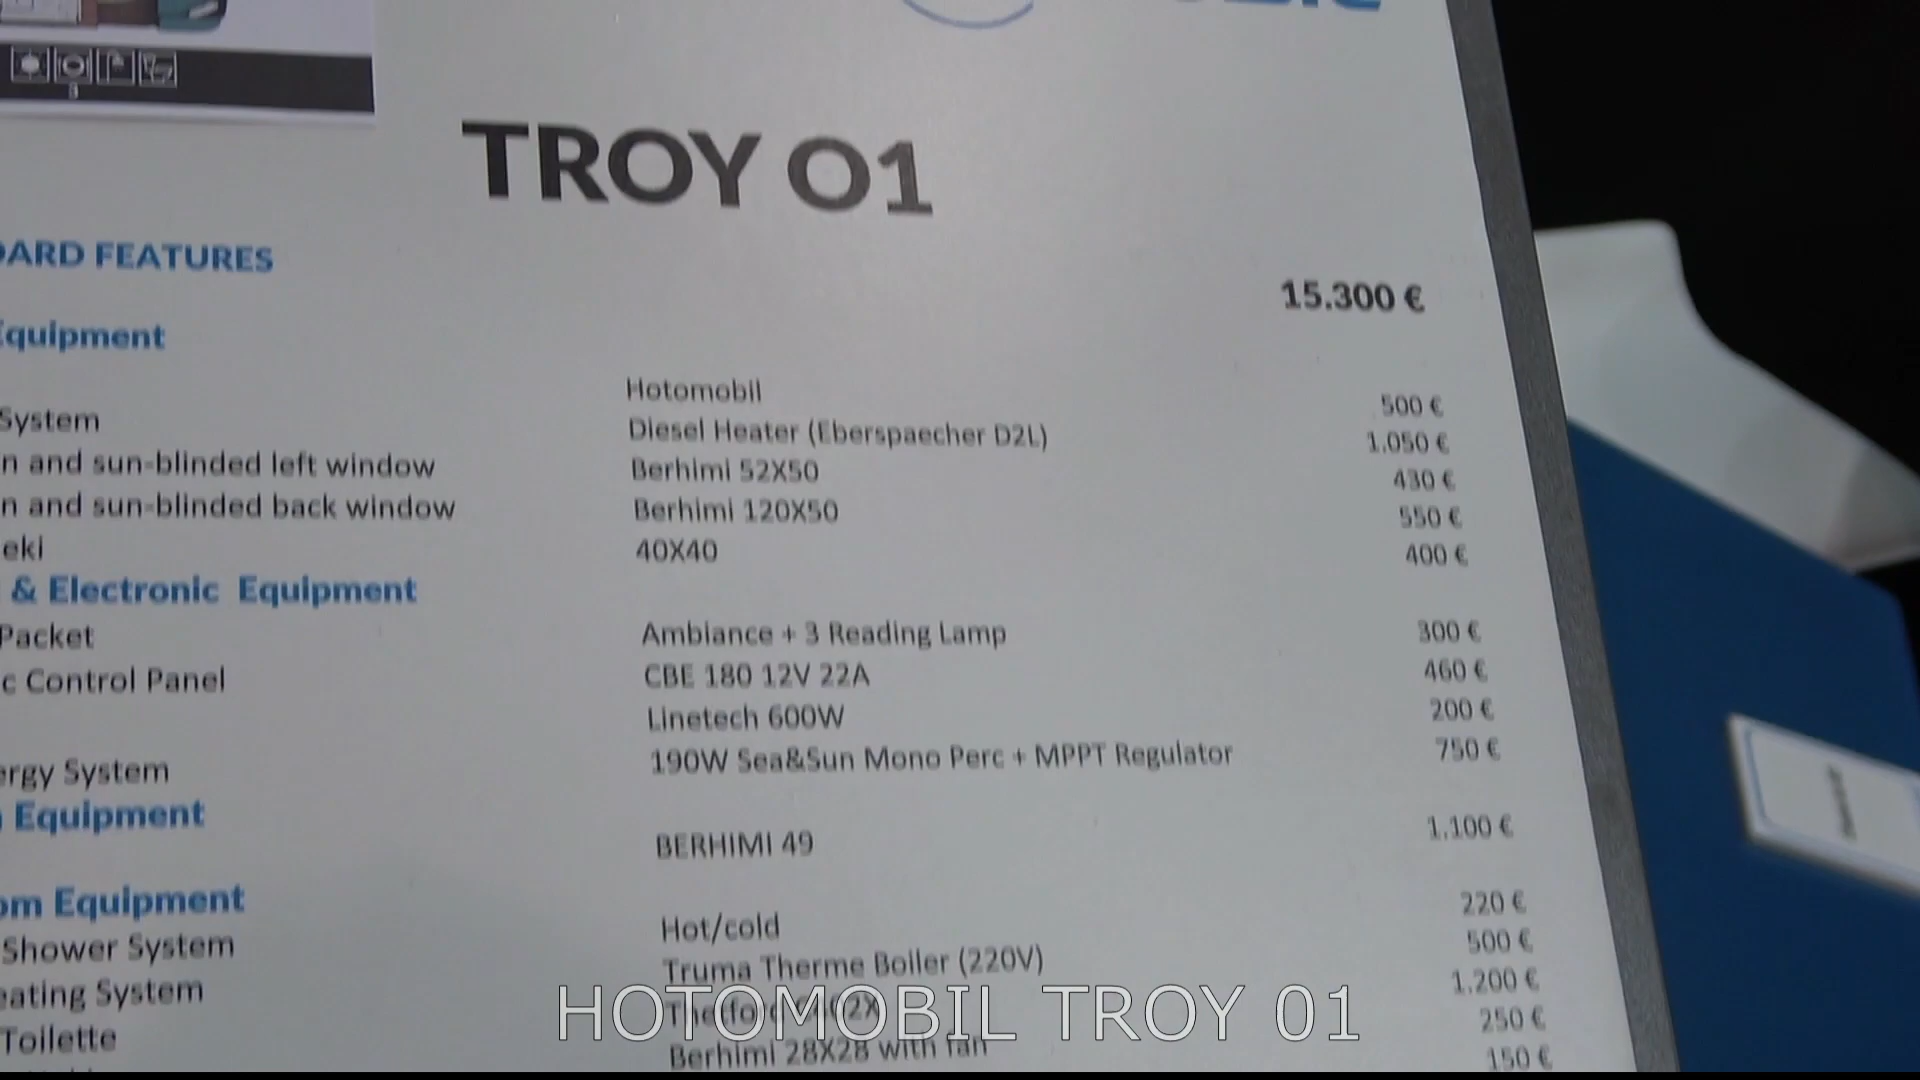 TROY 01
ARD FEATURES
15.300 €
Equipment
Hotomobil 500 €
System Diesel Heater (Eberspaecher D2L) 1.050 €
n and sun-blinded left window Berhimi 52X50 430 €
n and sun-blinded back window Berhimi 120X50 550 €
eki 40X40 400 €
& Electronic Equipment
Packet Ambiance + 3 Reading Lamp 300 €
c Control Panel CBE 180 12V 22A 460 €
Linetech 600W 200 €
ergy System 190W Sea&Sun Mono Perc + MPPT Regulator 750 €
Equipment
BERHIMI 49 1.100 €
om Equipment
Shower System Hot/cold 220 €
eating System Truma Therme Boiler (220V) 500 €
Toilette 1.200 €
Berhimi 28X28 with fan 250 €
150 €
HOTOMOBIL TROY 01